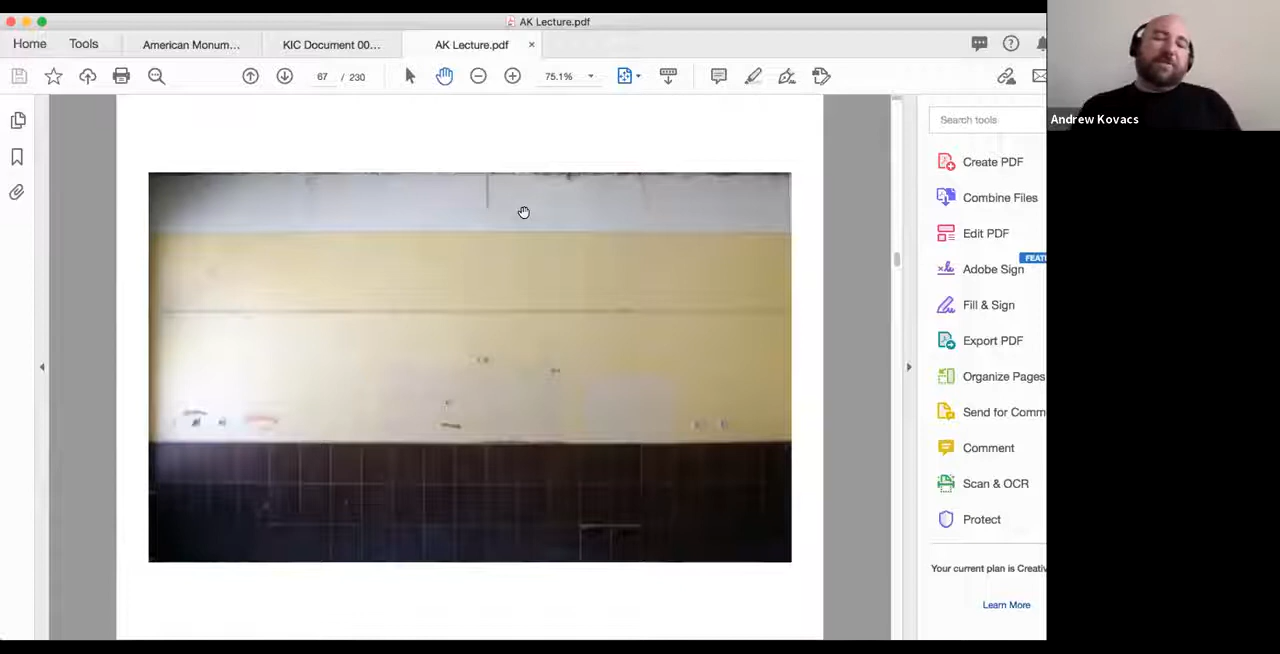 AK Lecture.pdf
Home Tools American Monum... KIC Document 00... AK Lecture.pdf ×
67 / 230 75.1%
Search tools
Create PDF
Combine Files
Edit PDF
FEAT
Adobe Sign
Fill & Sign
Export PDF
Organize Pages
Send for Comm
Comment
Scan & OCR
Protect
Your current plan is Creativ
Learn More
Andrew Kovacs